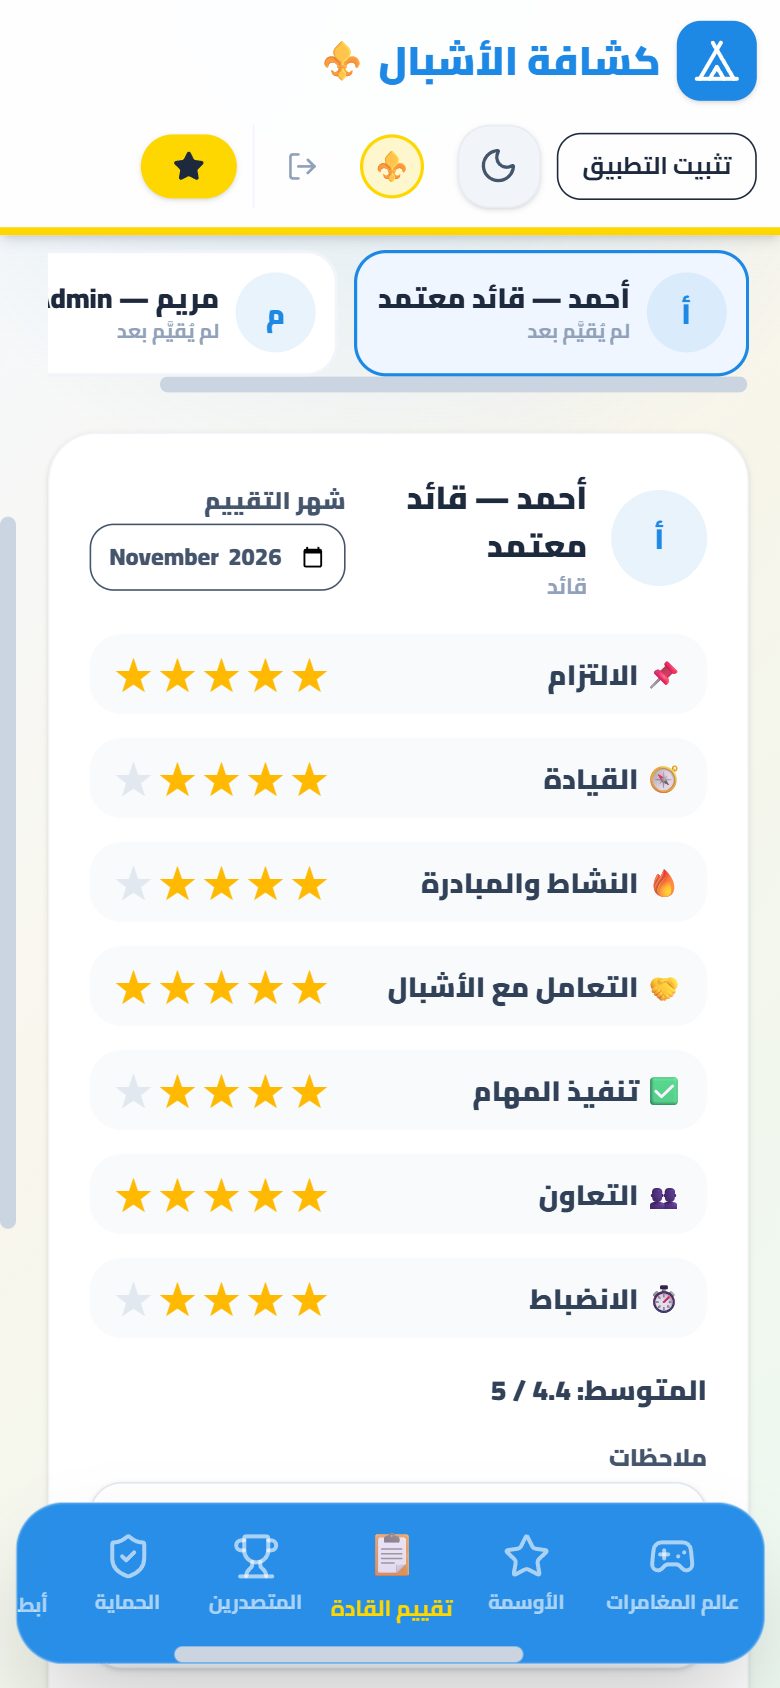 كشافة الأشبال
تثبيت التطبيق
أ
أحمد — قائد معتمد
لم يُقيَّم بعد
م
مريم — Admin
لم يُقيَّم بعد
أ
أحمد — قائد
معتمد
قائد
شهر التقييم
November 2026
الالتزام
القيادة
النشاط والمبادرة
التعامل مع الأشبال
تنفيذ المهام
التعاون
الانضباط
المتوسط: 4.4 / 5
ملاحظات
عالم المغامرات
الأوسمة
تقييم القادة
المتصدرين
الحماية